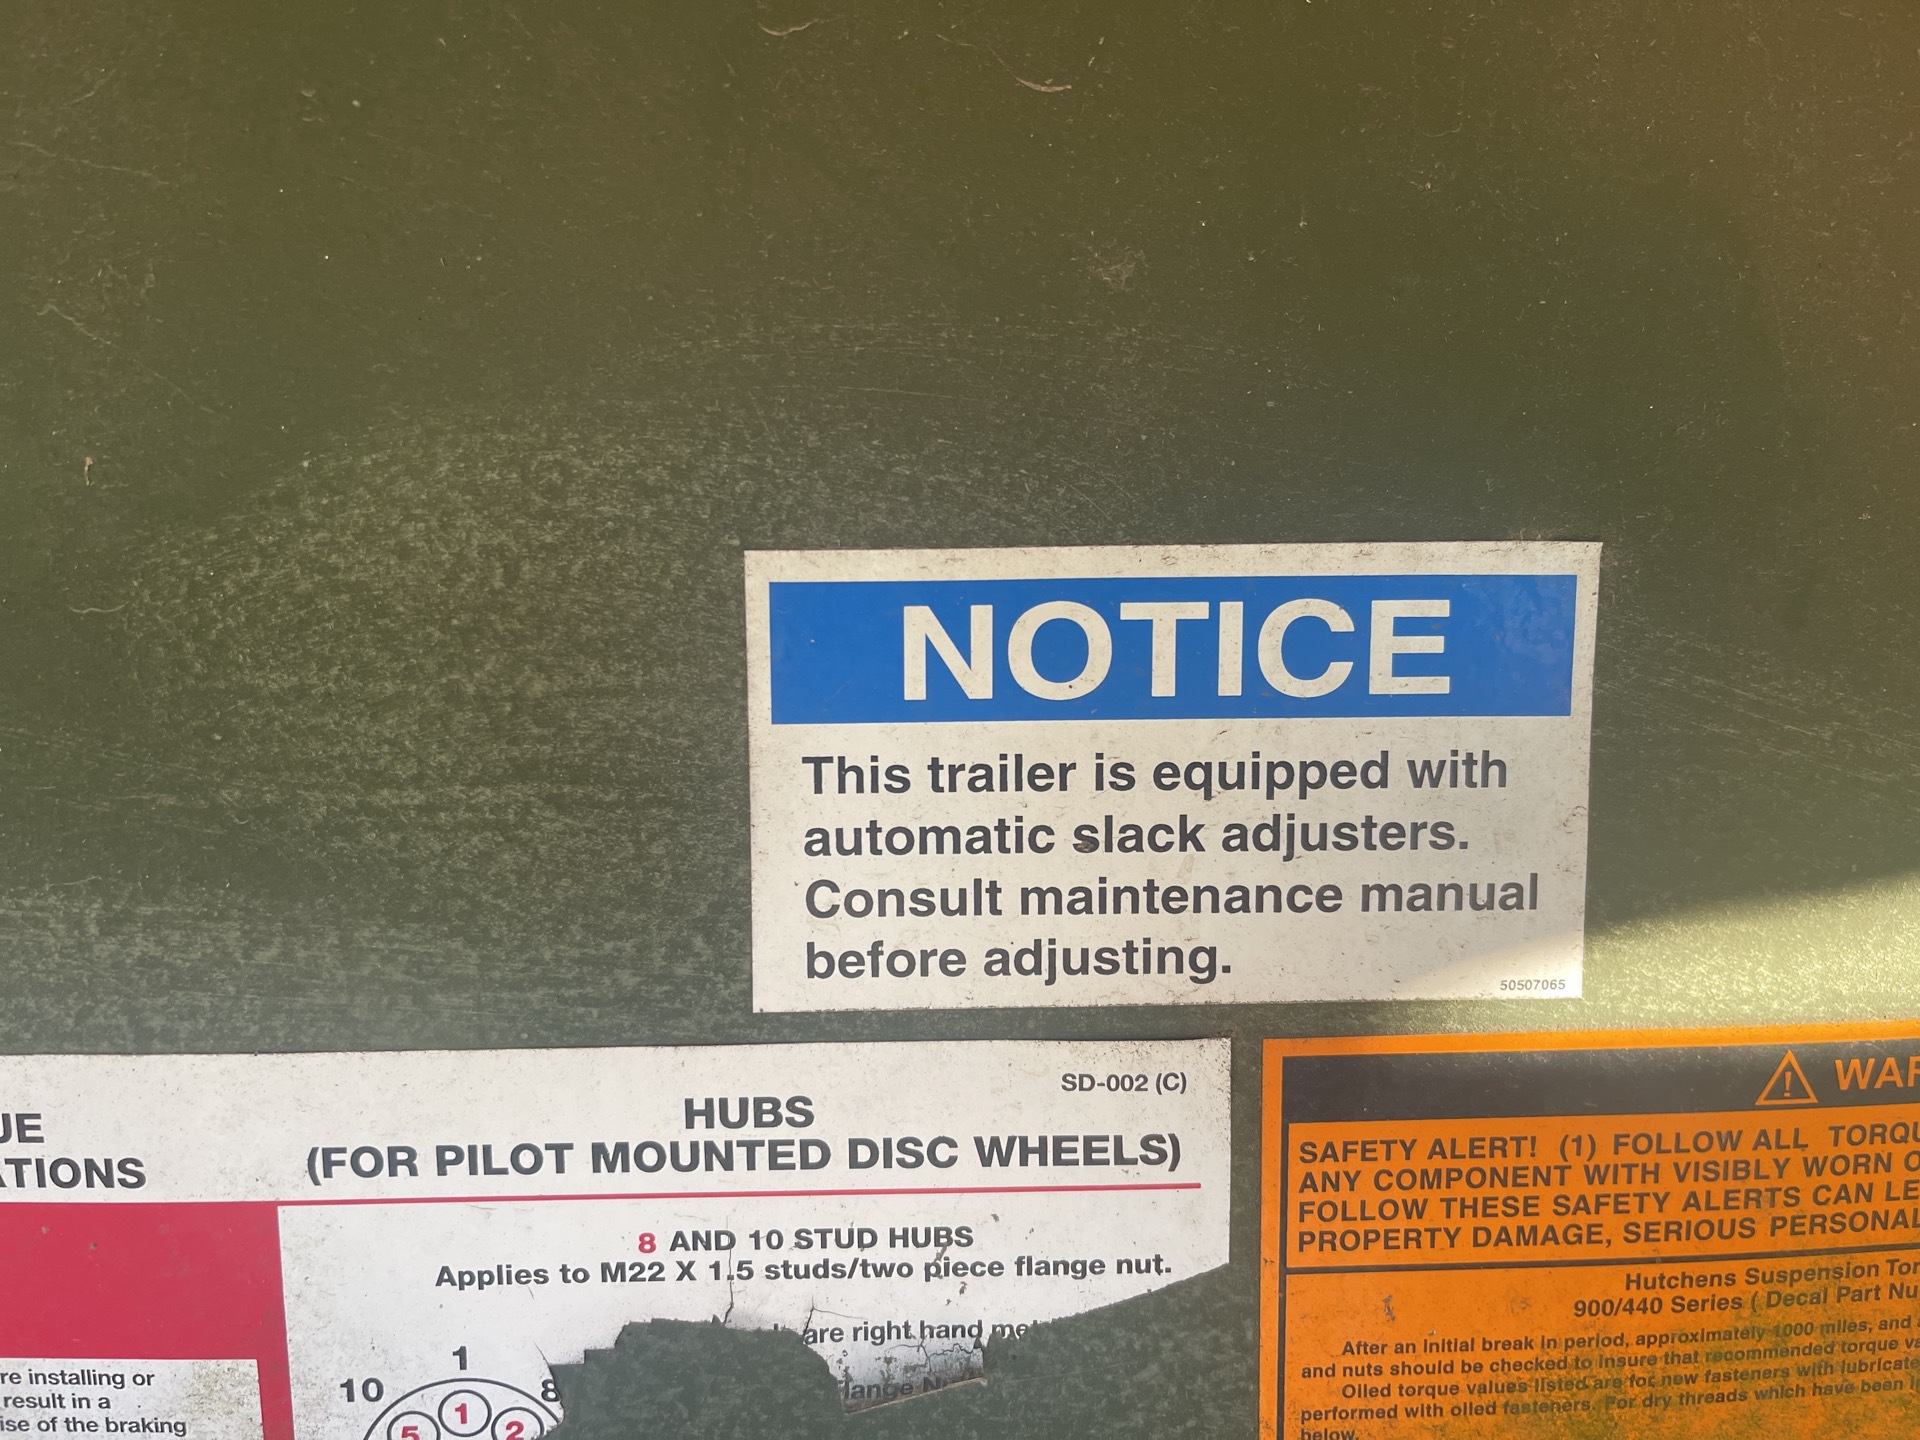 NOTICE
This trailer is equipped with
automatic slack adjusters.
Consult maintenance manual
before adjusting.
50507065
SD-002 (C)
HUBS
(FOR PILOT MOUNTED DISC WHEELS)
8 AND 10 STUD HUBS
Applies to M22 X 1.5 studs/two piece flange nut.
are right hand
1
10
8
5 1 2
installing or
result in a
of the braking
SAFETY ALERT! (1) FOLLOW ALL
ANY COMPONENT WITH VISIBLY WORN
FOLLOW THESE SAFETY ALERTS CAN
PROPERTY DAMAGE, SERIOUS PERSONAL
Hutchens Suspension
900/440 Series ( Decal Part
After an initial break in period, approximately 1000 miles, and
and nuts should be checked to insure that recommended torque
Oiled torque values listed are for new fasteners with
performed with oiled fasteners. For dry threads which have been
below.